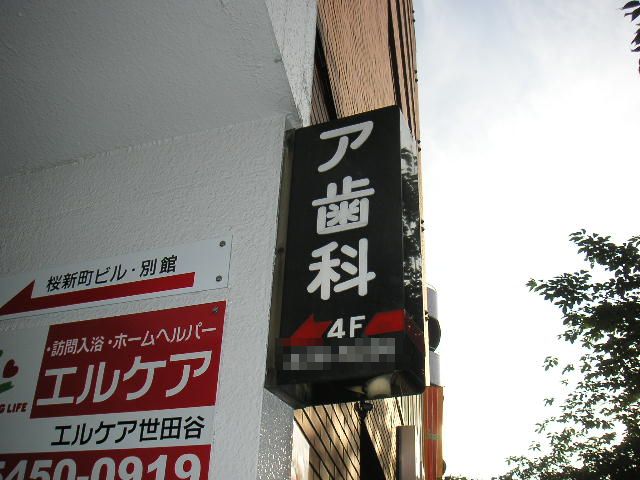 ア歯科
4F
桜新町ビル・別館
・訪問入浴・ホームヘルパー
エルケア
エルケア世田谷
5450-0919
LIFE